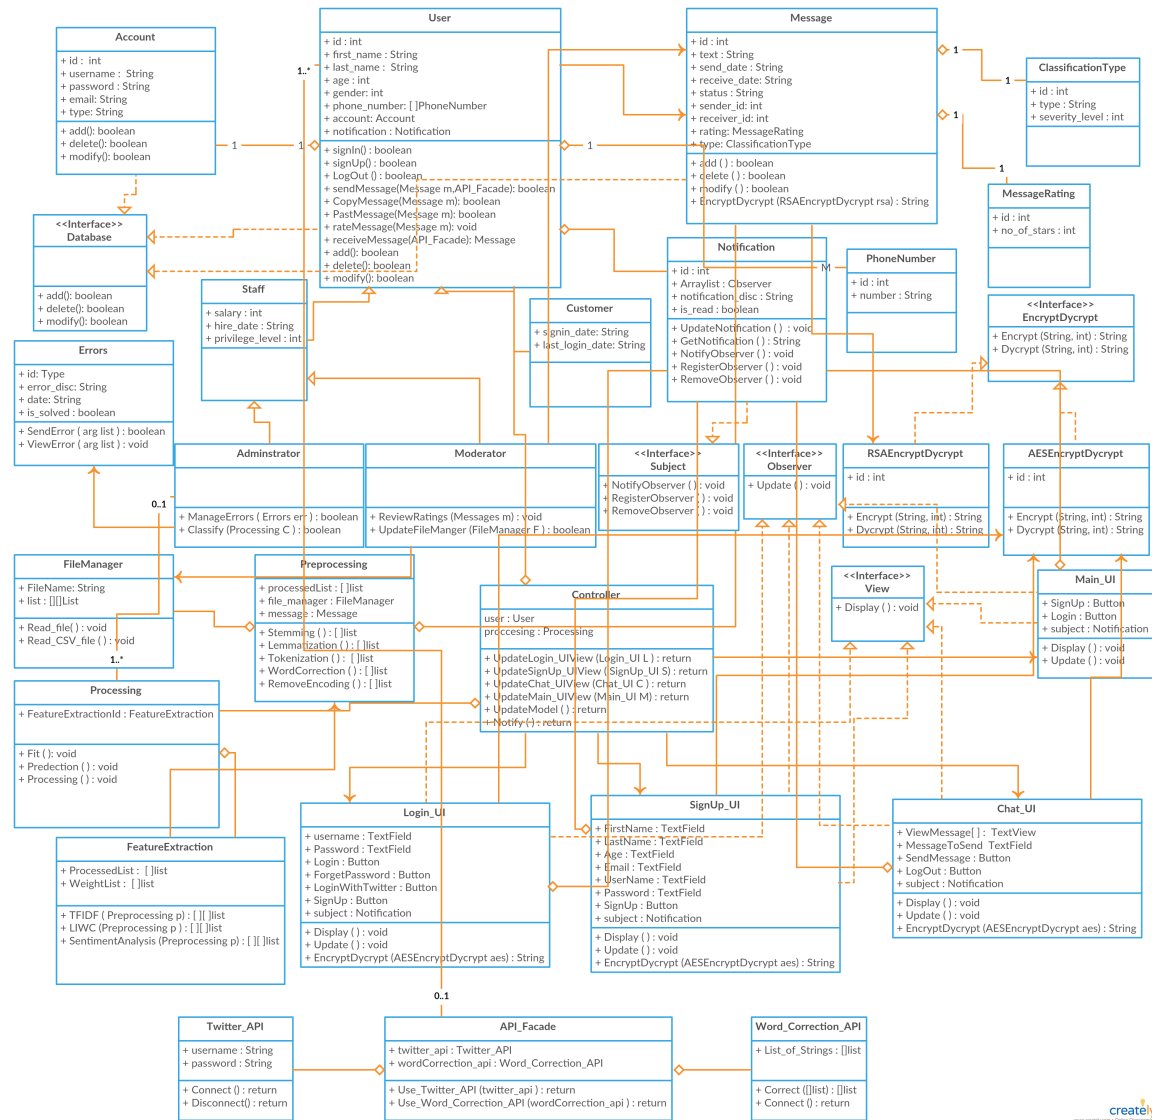 Account
+ id : int
+ username : String
+ password : String
+ email: String
+ type: String
+ add(): boolean
+ delete(): boolean
+ modify(): boolean
User
+ id : int
+ first_name : String
+ last_name : String
+ age : int
+ gender: int
+ phone_number: [ ]PhoneNumber
+ account: Account
+ notification : Notification
+ signIn() : boolean
+ signUp() : boolean
+ LogOut () : boolean
+ sendMessage(Message m,API_Facade): boolean
+ CopyMessage(Message m): boolean
+ PastMessage(Message m): boolean
+ rateMessage(Message m): void
+ receiveMessage(API_Facade): Message
+ add(): boolean
+ delete(): boolean
+ modify(): boolean
Message
+ id : int
+ text : String
+ send_date : String
+ receive_date: String
+ status : String
+ sender_id: int
+ receiver_id: int
+ rating: MessageRating
+ type: ClassificationType
+ add ( ) : boolean
+ delete ( ) : boolean
+ modify ( ) : boolean
+ EncryptDycrypt ( RSAEncryptDycrypt rsa) : String
ClassificationType
+ id : int
+ type : String
+ severity_level : int
MessageRating
+ id : int
+ no_of_stars : int
1..*
1
1
1
1
1
1
1
M
<<Interface>>
Database
+ add(): boolean
+ delete(): boolean
+ modify(): boolean
Staff
+ salary : int
+ hire_date : String
+ privilege_level : int
Customer
+ signin_date: String
+ last_login_date: String
Notification
+ id : int
+ Arraylist : Observer
+ notification_disc : String
+ is_read : boolean
+ UpdateNotification ( ) : void
+ GetNotification ( ) : String
+ NotifyObserver ( ) : void
+ RegisterObserver ( ) : void
+ RemoveObserver ( ) : void
PhoneNumber
+ id : int
+ number : String
<<Interface>>
EncryptDycrypt
+ Encrypt (String, int) : String
+ Dycrypt (String, int) : String
Errors
+ id: Type
+ error_disc: String
+ date: String
+ is_solved : boolean
+ SendError ( arg list ) : boolean
+ ViewError ( arg list ) : void
Adminstrator
+ ManageErrors ( Errors err ) : boolean
+ Classify (Processing C ) : boolean
Moderator
+ ReviewRatings (Messages m) : void
+ UpdateFileManger (FileManager F ) : boolean
<<Interface>>
Subject
+ NotifyObserver ( ) : void
+ RegisterObserver ( ) : void
+ RemoveObserver ( ) : void
<<Interface>>
Observer
+ Update ( ) : void
RSAEncryptDycrypt
+ id : int
+ Encrypt (String, int) : String
+ Dycrypt (String, int) : String
AESEncryptDycrypt
+ id : int
+ Encrypt (String, int) : String
+ Dycrypt (String, int) : String
0..1
FileManager
+ FileName: String
+ list : [][]List
+ Read_file( ) : void
+ Read_CSV_file ( ) : void
Preprocessing
+ processedList : [ ]list
+ file_manager : FileManager
+ message : Message
+ Stemming ( ) : [ ]list
+ Lemmatization ( ) : [ ]list
+ Tokenization ( ) : [ ]list
+ WordCorrection ( ) : [ ]list
+ RemoveEncoding ( ) : [ ]list
Controller
user : User
proccesing : Processing
+ UpdateLogin_UIView (Login_UI L ) : return
+ UpdateSignUp_UIView ( SignUp_UI S) : return
+ UpdateChat_UIView (Chat_UI C ) : return
+ UpdateMain_UIView (Main_UI M) : return
+ UpdateModel ( ) : return
+ Notify ( ) : return
<<Interface>>
View
+ Display ( ) : void
Main_UI
+ SignUp : Button
+ Login : Button
+ subject : Notification
+ Display ( ) : void
+ Update ( ) : void
1..*
Processing
+ FeatureExtractionId : FeatureExtraction
+ Fit ( ): void
+ Predection ( ) : void
+ Processing ( ) : void
FeatureExtraction
+ ProcessedList : [ ]list
+ WeightList : [ ]list
+ TFIDF ( Preprocessing p) : [ ][ ]list
+ LIWC (Preprocessing p ) : [ ][ ]list
+ SentimentAnalysis (Preprocessing p) : [ ][ ]list
Login_UI
+ username : TextField
+ Password : TextField
+ Login : Button
+ ForgetPassword : Button
+ LoginWithTwitter : Button
+ SignUp : Button
+ subject : Notification
+ Display ( ) : void
+ Update ( ) : void
+ EncryptDycrypt (AESEncryptDycrypt aes) : String
SignUp_UI
+ FirstName : TextField
+ LastName : TextField
+ Age : TextField
+ Email : TextField
+ UserName : TextField
+ Password : TextField
+ SignUp : Button
+ subject : Notification
+ Display ( ) : void
+ Update ( ) : void
+ EncryptDycrypt (AESEncryptDycrypt aes) : String
Chat_UI
+ ViewMessage[ ] : TextView
+ MessageToSend TextField
+ SendMessage : Button
+ LogOut : Button
+ subject : Notification
+ Display ( ) : void
+ Update ( ) : void
+ EncryptDycrypt (AESEncryptDycrypt aes) : String
0..1
Twitter_API
+ username : String
+ password : String
+ Connect () : return
+ Disconnect() : return
API_Facade
+ twitter_api : Twitter_API
+ wordCorrection_api : Word_Correction_API
+ Use_Twitter_API (twitter_api ) : return
+ Use_Word_Correction_API (wordCorrection_api ) : return
Word_Correction_API
+ List_of_Strings : []list
+ Correct ([]list) : []list
+ Connect () : return